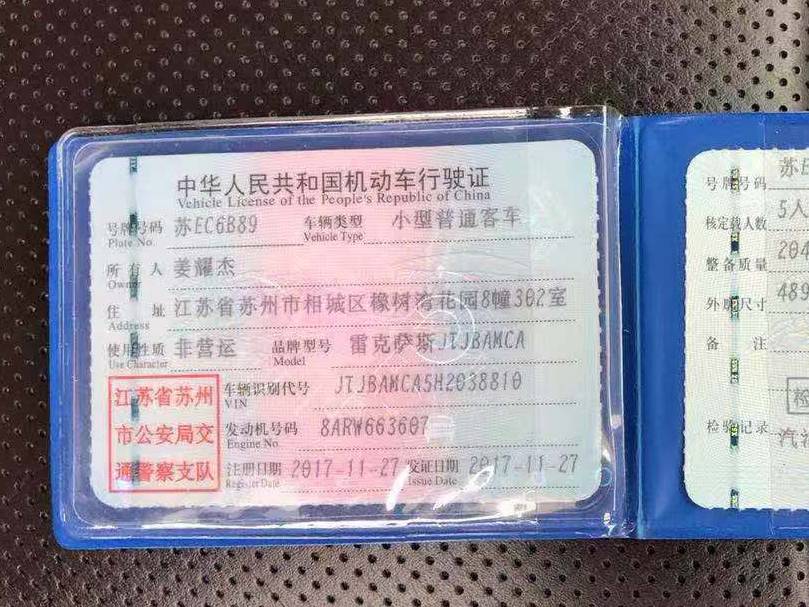 中华人民共和国机动车行驶证
Vehicle License of the People's Republic of China
号牌号码 苏EC6B89 车辆类型 小型普通客车
Plate No. Vehicle Type
所有人 姜耀杰
Owner
住址 江苏省苏州市相城区橡树湾花园8幢302室
Address
使用性质 非营运 品牌型号 雷克萨斯JTJBAMCA
Use Character Model
江苏省苏州
市公安局交
通警察支队
车辆识别代号 JTJBAMCA5H2038810
VIN
发动机号码 8ARW663607
Engine No.
注册日期 2017-11-27 发证日期 2017-11-27
Register Date Issue Date
号牌号码 苏E
核定载人数 5人
整备质量 204
外廓尺寸 489
备注
检
检验记录 汽油